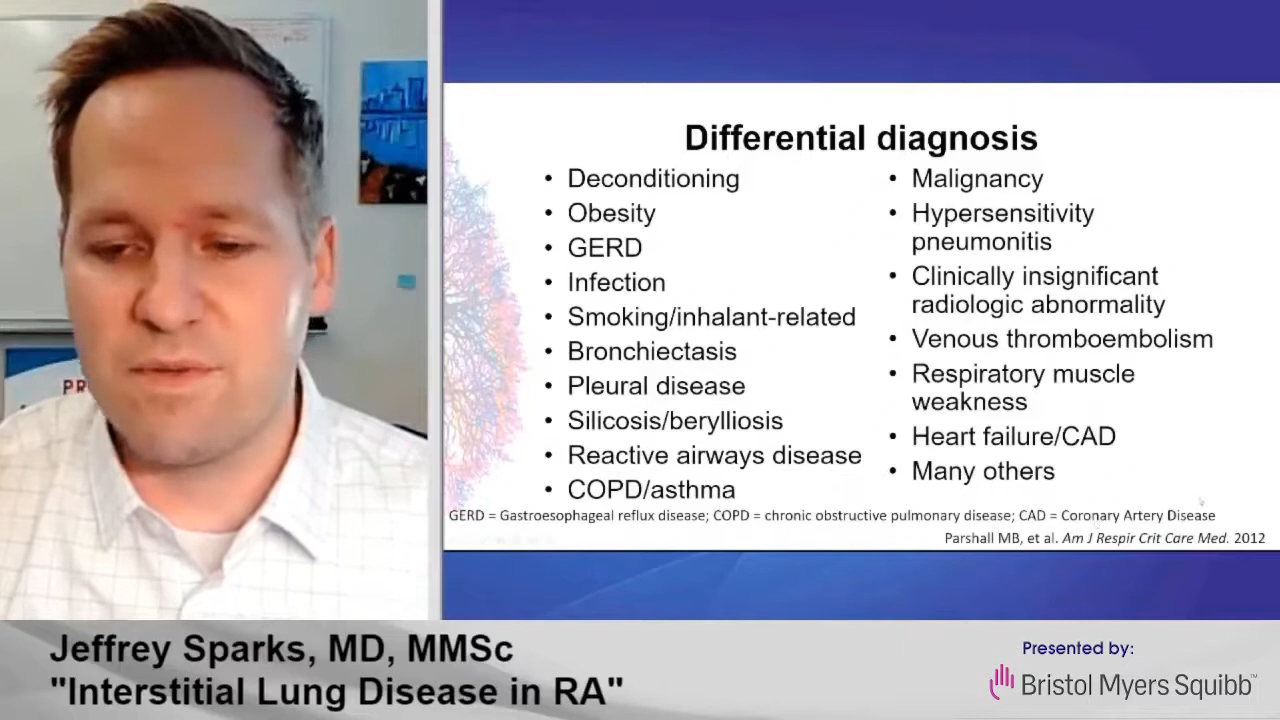 PR
Differential diagnosis
• Deconditioning
• Obesity
• GERD
• Infection
• Smoking/inhalant-related
• Bronchiectasis
• Pleural disease
• Silicosis/berylliosis
• Reactive airways disease
• COPD/asthma
• Malignancy
• Hypersensitivity
pneumonitis
• Clinically insignificant
radiologic abnormality
• Venous thromboembolism
• Respiratory muscle
weakness
• Heart failure/CAD
• Many others
GERD = Gastroesophageal reflux disease; COPD = chronic obstructive pulmonary disease; CAD = Coronary Artery Disease
Parshall MB, et al. Am J Respir Crit Care Med. 2012
Jeffrey Sparks, MD, MMSc
"Interstitial Lung Disease in RA"
Presented by:
Bristol Myers Squibb™